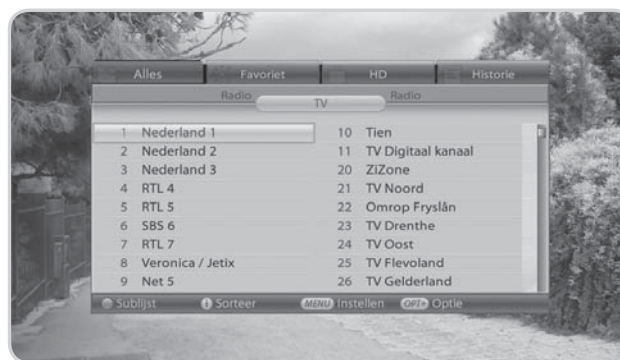 Alles Favoriet HD Historie
Radio TV Radio
1 Nederland 1
2 Nederland 2
3 Nederland 3
4 RTL 4
5 RTL 5
6 SBS 6
7 RTL 7
8 Veronica / Jetix
9 Net 5
10 Tien
11 TV Digitaal kanaal
20 ZiZone
21 TV Noord
22 Omrop Fryslân
23 TV Drenthe
24 TV Oost
25 TV Flevoland
26 TV Gelderland
Sublijst i Sorteer MENU Instellen OPT+ Optie